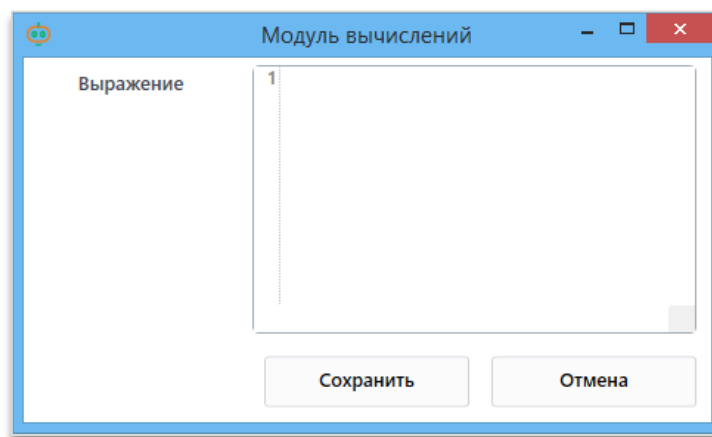 Модуль вычислений
Выражение
1
Сохранить
Отмена